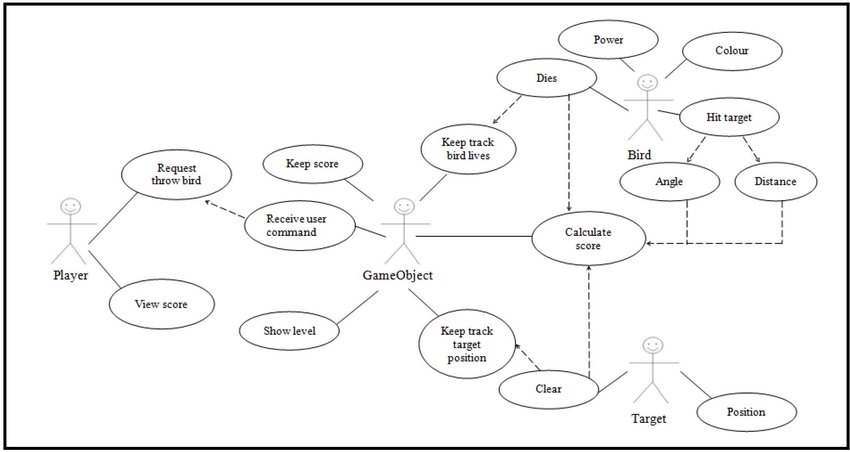 Power
Colour
Dies
Hit target
Keep track
bird lives
Bird
Keep score
Request
throw bird
Angle
Distance
Receive user
command
Calculate
score
Player
GameObject
View score
Show level
Keep track
target
position
Clear
Target
Position